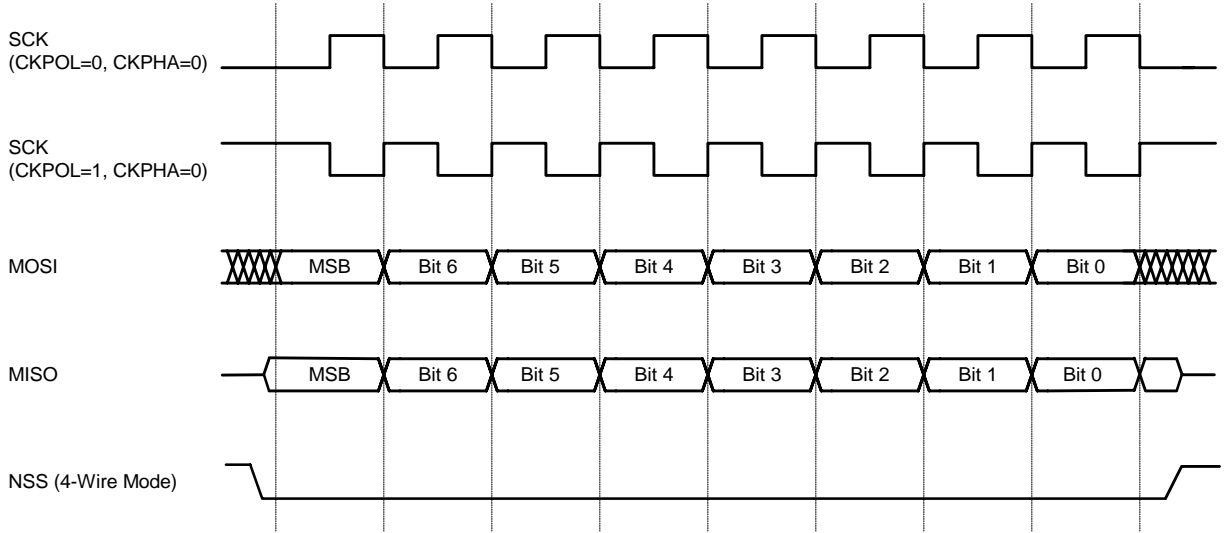 SCK
(CKPOL=0, CKPHA=0)
SCK
(CKPOL=1, CKPHA=0)
MOSI MSB Bit 6 Bit 5 Bit 4 Bit 3 Bit 2 Bit 1 Bit 0
MISO MSB Bit 6 Bit 5 Bit 4 Bit 3 Bit 2 Bit 1 Bit 0
NSS (4-Wire Mode)